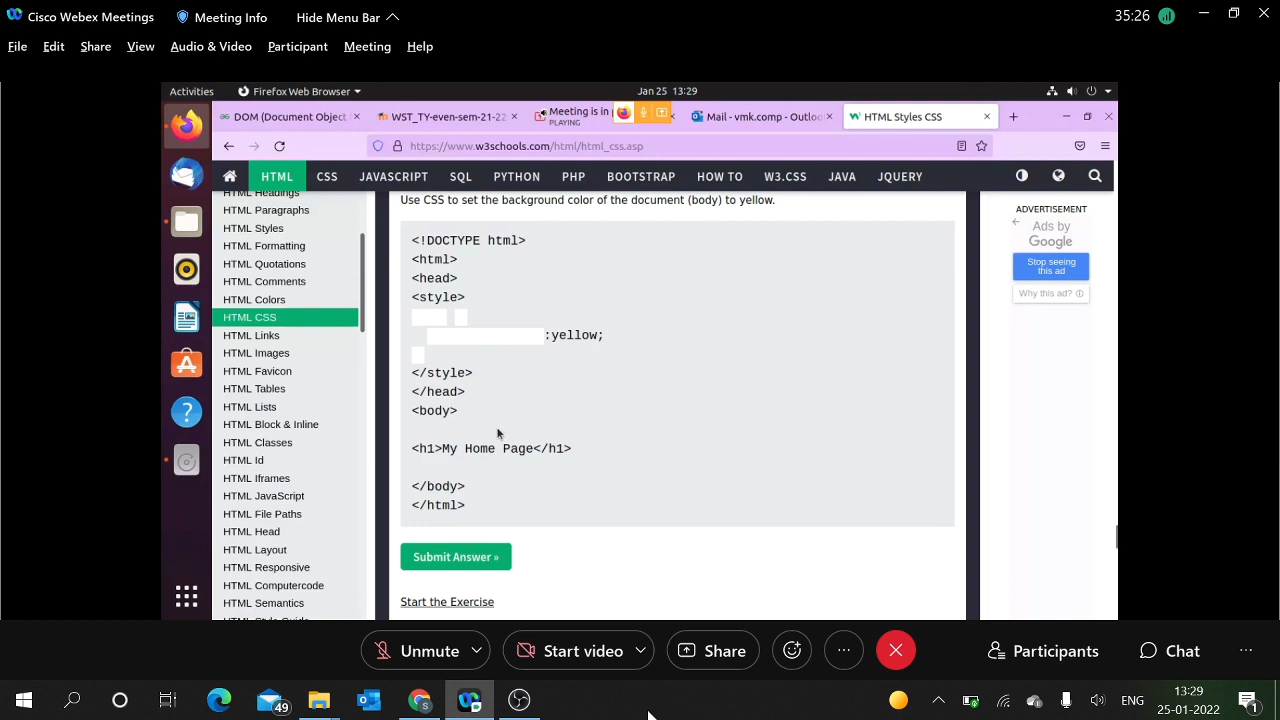 Cisco Webex Meetings
Meeting Info
Hide Menu Bar
35:26
File Edit Share View Audio & Video Participant Meeting Help
Activities
Firefox Web Browser
Jan 25 13:29
DOM (Document Object
WST_TY-even-sem-21-22
Meeting is in
PLAYING
Mail - vmk.comp - Outloo
HTML Styles CSS
https://www.w3schools.com/html/html_css.asp
HTML CSS JAVASCRIPT SQL PYTHON PHP BOOTSTRAP HOW TO W3.CSS JAVA JQUERY
HTML Headings
HTML Paragraphs
HTML Styles
HTML Formatting
HTML Quotations
HTML Comments
HTML Colors
HTML CSS
HTML Links
HTML Images
HTML Favicon
HTML Tables
HTML Lists
HTML Block & Inline
HTML Classes
HTML Id
HTML Iframes
HTML JavaScript
HTML File Paths
HTML Head
HTML Layout
HTML Responsive
HTML Computercode
HTML Semantics
Use CSS to set the background color of the document (body) to yellow.
<!DOCTYPE html>
<html>
<head>
<style>
:yellow;
</style>
</head>
<body>
<h1>My Home Page</h1>
</body>
</html>
Submit Answer »
Start the Exercise
ADVERTISEMENT
Ads by
Google
Stop seeing
this ad
Why this ad?
Unmute
Start video
Share
Participants
Chat
49
ENG
13:29
25-01-2022
1